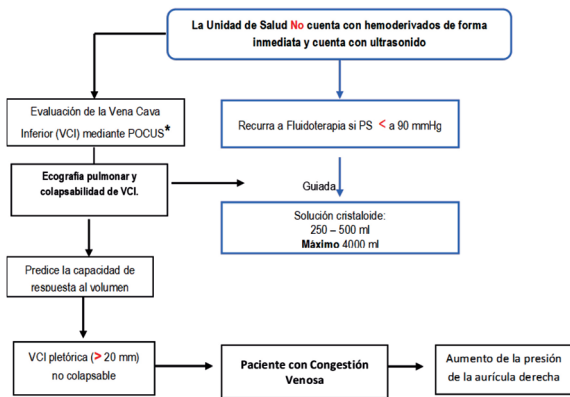 La Unidad de Salud No cuenta con hemoderivados de forma
inmediata y cuenta con ultrasonido
Evaluación de la Vena Cava
Inferior (VCI) mediante POCUS*
Recurra a Fluidoterapia si PS < a 90 mmHg
Ecografía pulmonar y
colapsabilidad de VCI.
Guiada
Solución cristaloide:
250 – 500 ml
Máximo 4000 ml
Predice la capacidad de
respuesta al volumen
VCI pletórica (> 20 mm)
no colapsable
Paciente con Congestión
Venosa
Aumento de la presión
de la aurícula derecha